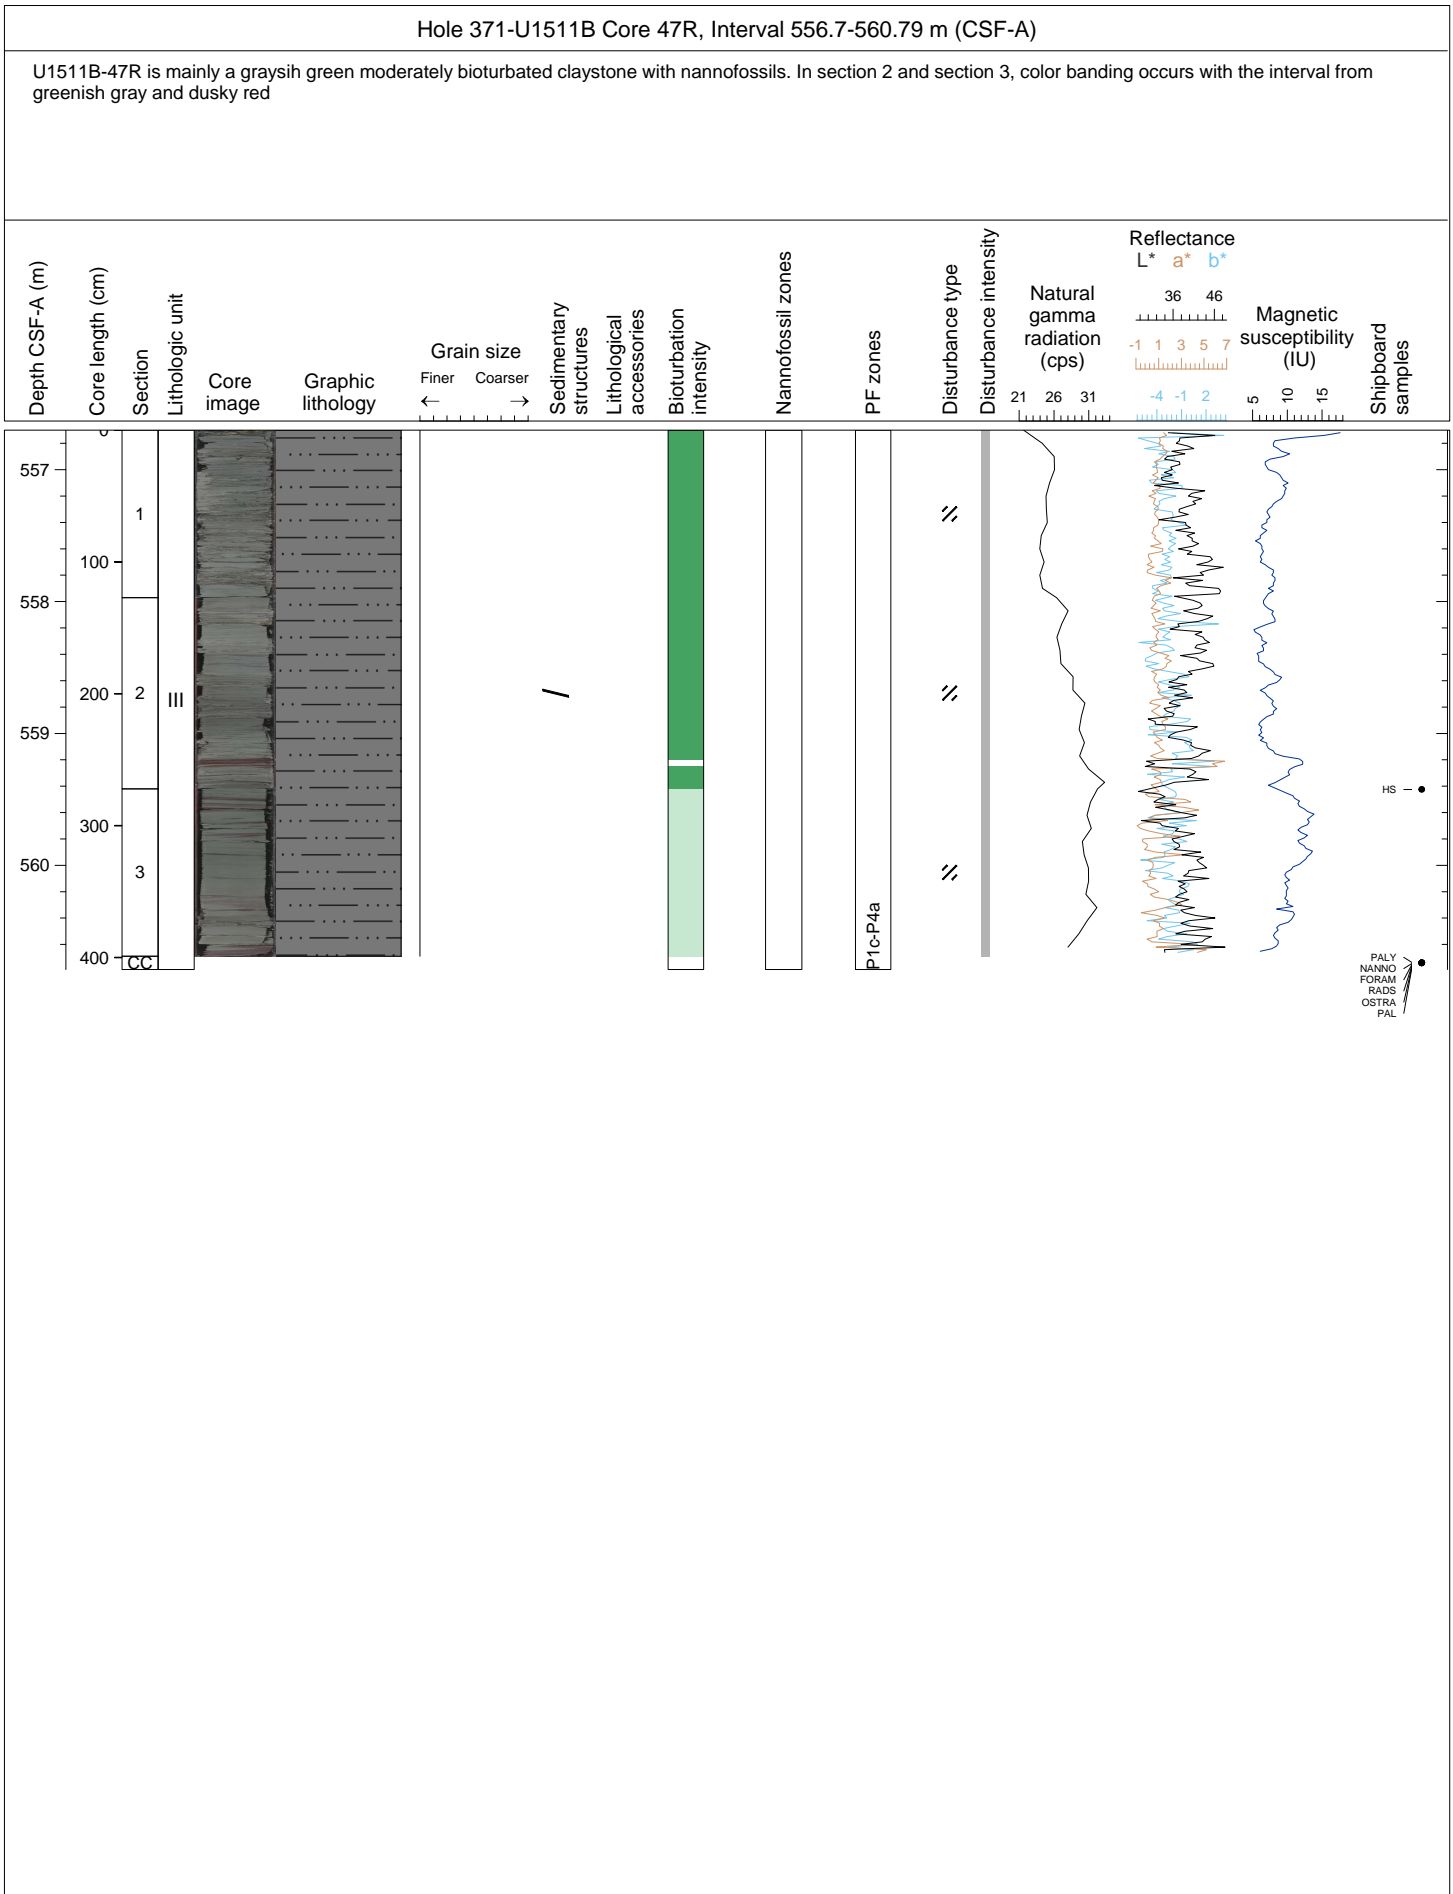 Hole 371-U1511B Core 47R, Interval 556.7-560.79 m (CSF-A)
U1511B-47R is mainly a graysih green moderately bioturbated claystone with nannofossils. In section 2 and section 3, color banding occurs with the interval from
greenish gray and dusky red
Depth CSF-A (m)
Core length (cm)
Section
Lithologic unit
Core
image
Graphic
lithology
Grain size
Finer Coarser
← →
Sedimentary
structures
Lithological
accessories
Bioturbation
intensity
Nannofossil zones
PF zones
Disturbance type
Disturbance intensity
Natural
gamma
radiation
(cps)
21 26 31
Reflectance
L* a* b*
36 46
-1 1 3 5 7
-4 -1 2
Magnetic
susceptibility
(IU)
5 10 15
Shipboard
samples
0
557
1
100
558
200
2
III
559
300
560
3
400
CC
P1c-P4a
HS
PALY
NANNO
FORAM
RADS
OSTRA
PAL